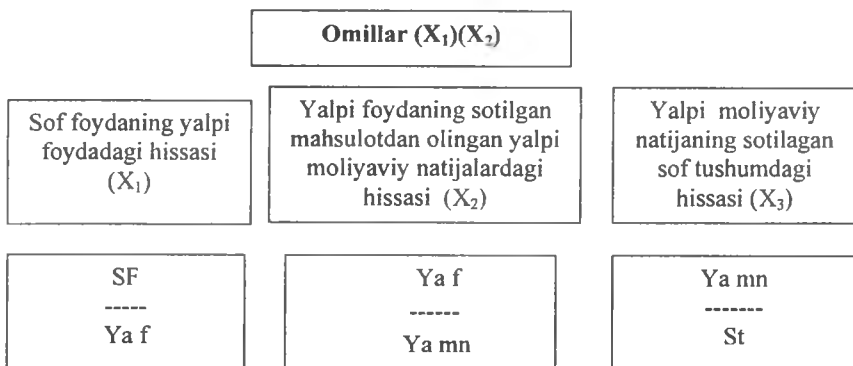 Omillar (X₁)(X₂)
Sof foydaning yalpi
foydadagi hissasi
(X₁)
Yalpi foydaning sotilgan
mahsulotdan olingan yalpi
moliyaviy natijalardagi
hissasi (X₂)
Yalpi moliyaviy
natijaning sotilagan
sof tushumdagi
hissasi (X₃)
SF
-----
Ya f
Ya f
------
Ya mn
Ya mn
-------
St